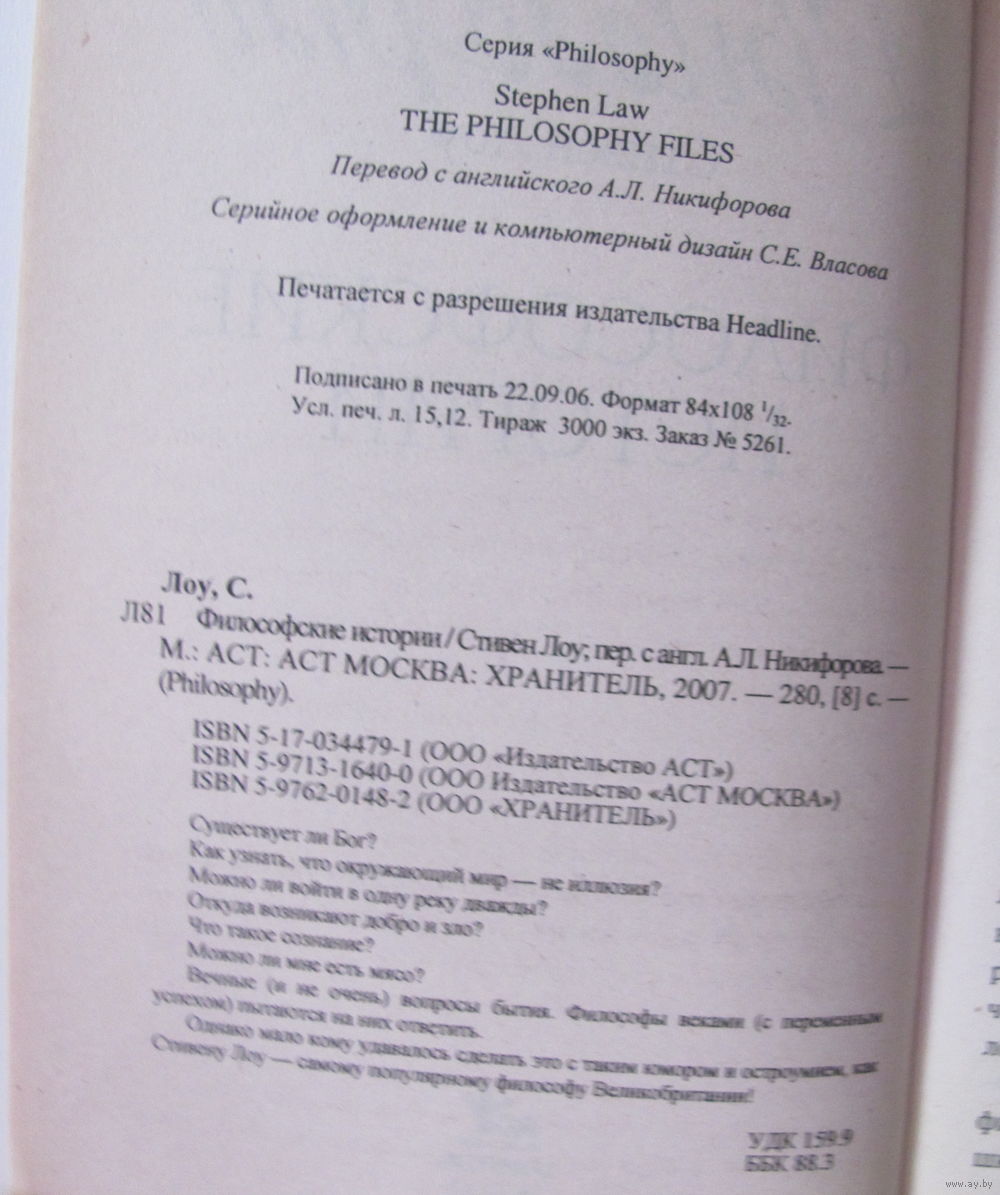 Серия «Philosophy»
Stephen Law
THE PHILOSOPHY FILES
Перевод с английского А.Л. Никифорова
Серийное оформление и компьютерный дизайн С.Е. Власова
Печатается с разрешения издательства Headline.
Подписано в печать 22.09.06. Формат 84x108 1/32.
Усл. печ. л. 15,12. Тираж 3000 экз. Заказ № 5261.
Лоу, С.
Л81 Философские истории / Стивен Лоу; пер. с англ. А.Л. Никифорова. —
М.: АСТ: АСТ МОСКВА: ХРАНИТЕЛЬ, 2007. — 280, [8] с. —
(Philosophy).
ISBN 5-17-034479-1 (ООО «Издательство АСТ»)
ISBN 5-9713-1640-0 (ООО Издательство «АСТ МОСКВА»)
ISBN 5-9762-0148-2 (ООО «ХРАНИТЕЛЬ»)
Существует ли Бог?
Как узнать, что окружающий мир — не иллюзия?
Можно ли войти в одну реку дважды?
Откуда возникают добро и зло?
Что такое сознание?
Можно ли мне есть мясо?
Вечные (и не очень) вопросы бытия. Философы веками (с переменным
успехом) пытаются на них ответить.
Однако мало кому удавалось сделать это с таким юмором и остроумием, как
Стивену Лоу — самому популярному философу Великобритании!
УДК 159.9
ББК 88.3
www.ay.by